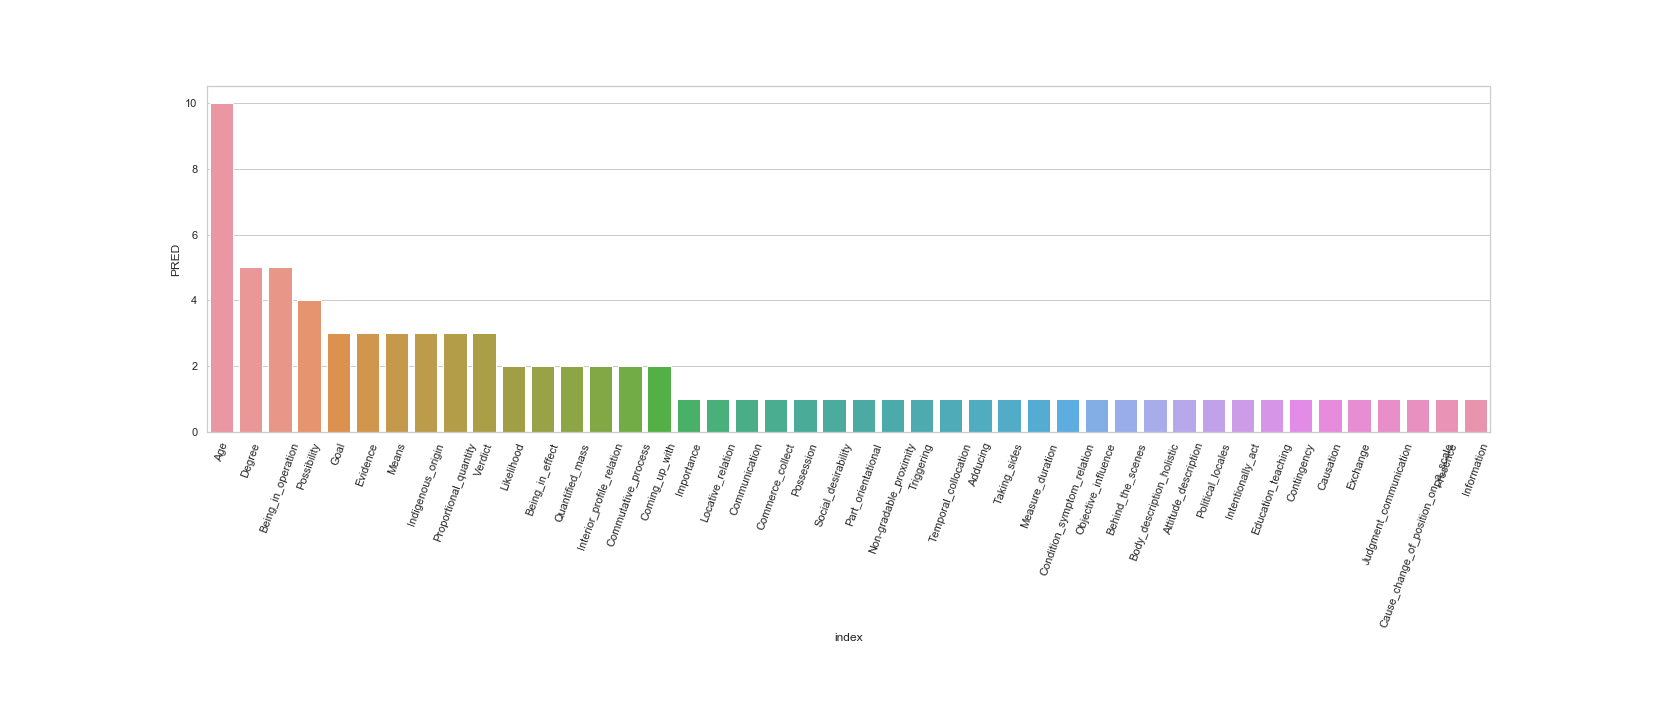 10
8
6
4
2
0
PRED
Age
Degree
Being_in_operation
Possibility
Goal
Evidence
Means
Indigenous_origin
Proportional_quantity
Verdict
Likelihood
Being_in_effect
Quantified_mass
Interior_profile_relation
Commutative_process
Coming_up_with
Importance
Locative_relation
Communication
Commerce_collect
Possession
Social_desirability
Part_orientational
Non-gradable_proximity
Triggering
Temporal_collocation
Adducing
Taking_sides
Measure_duration
Condition_symptom_relation
Objective_influence
Behind_the_scenes
Body_description_holistic
Attitude_description
Political_locales
Intentionally_act
Education_teaching
Contingency
Causation
Exchange
Judgment_communication
Cause_change_of_position_on_a_scale
Presence
Information
index